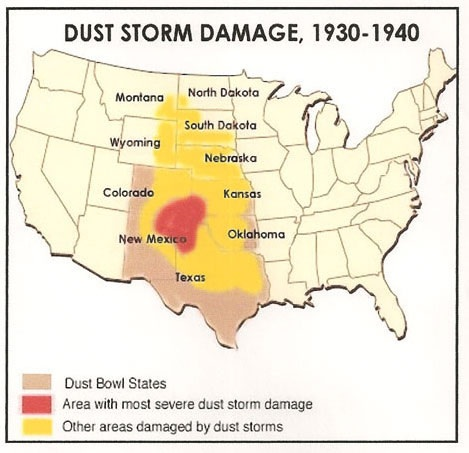 DUST STORM DAMAGE, 1930-1940
North Dakota
Montana
South Dakota
Wyoming
Nebraska
Colorado
Kansas
New Mexico
Oklahoma
Texas
Dust Bowl States
Area with most severe dust storm damage
Other areas damaged by dust storms